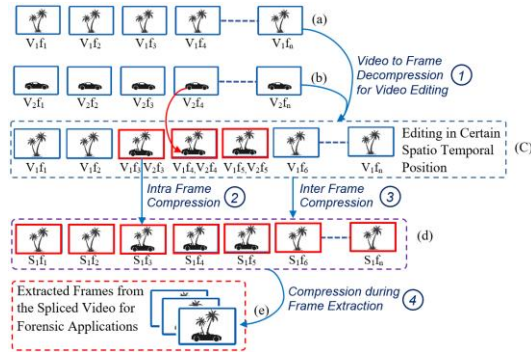 (a)
V1f1 V1f2 V1f3 V1f4 V1fn
Video to Frame
Decompression
for Video Editing
1
(b)
V2f1 V2f2 V2f3 V2f4 V2fn
Editing in Certain
Spatio Temporal
Position
(C)
V1f1 V1f2 V1f3,V2f3 V1f4,V2f4 V1f5,V2f5 V1f6 V1fn
Intra Frame
Compression
2
Inter Frame
Compression
3
(d)
S1f1 S1f2 S1f3 S1f4 S1f5 S1f6 S1fn
Extracted Frames from
the Spliced Video for
Forensic Applications
(e)
Compression during
Frame Extraction
4